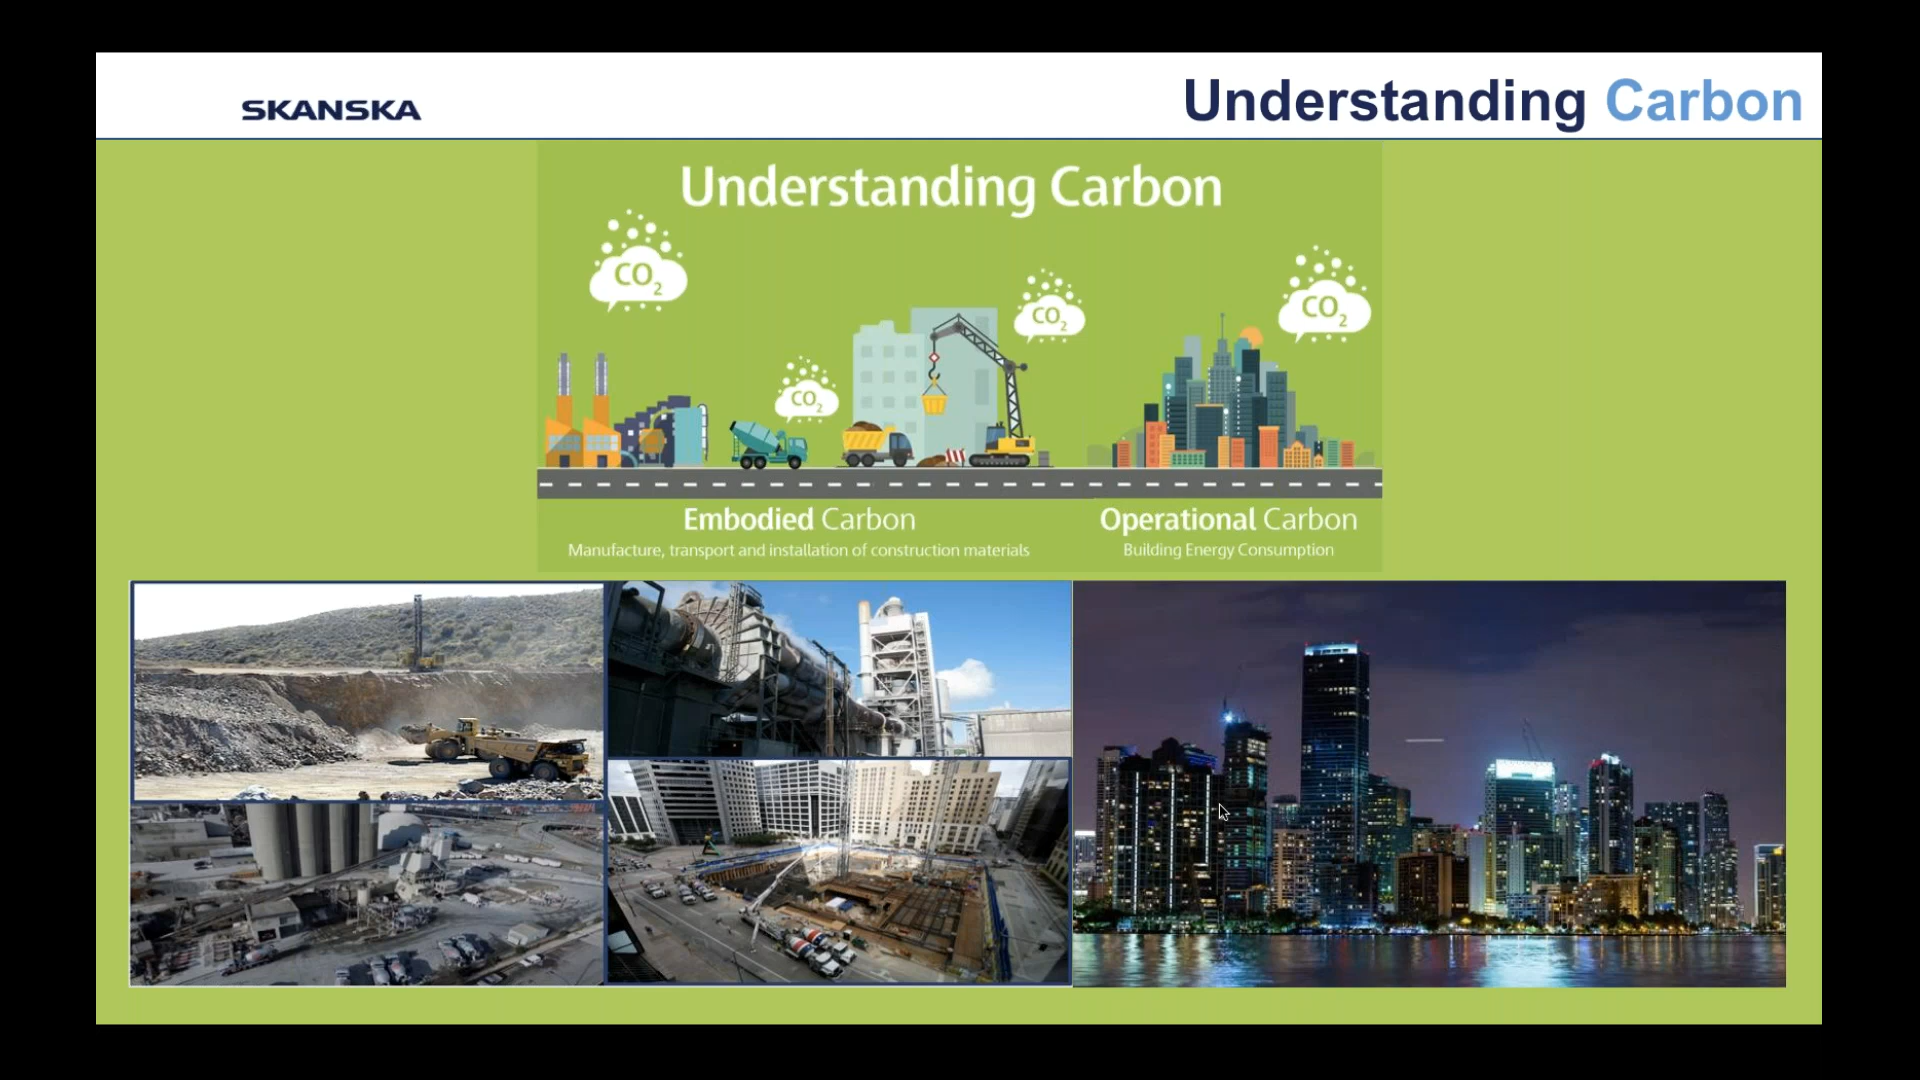 SKANSKA
Understanding Carbon
Understanding Carbon
CO2
CO2
CO2
CO2
Embodied Carbon
Manufacture, transport and installation of construction materials
Operational Carbon
Building Energy Consumption